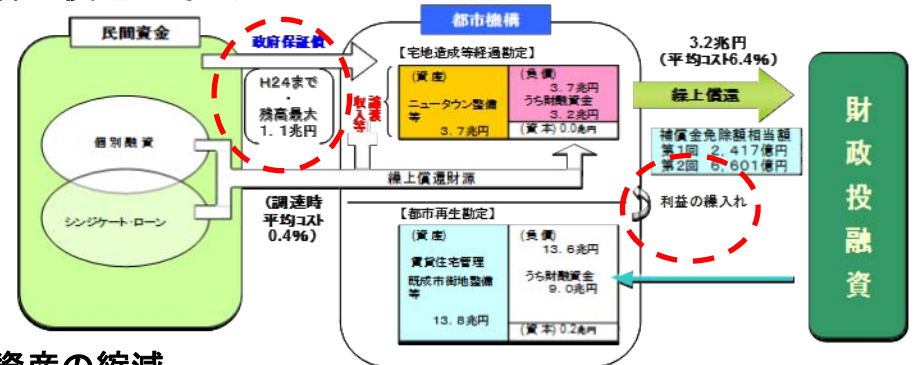 民間資金
政府保証債
H24まで
・
残高最大
1.1兆円
個別融資
シンジケート・ローン
都市機構
【宅地造成等経過勘定】
(資産)
ニュータウン整備
等
3.7兆円
(負債)
3.7兆円
うち財融資金
3.2兆円
(資本)0.0兆円
譲渡
収入等
繰上償還財源
(調達時
平均コスト
0.4%)
【都市再生勘定】
(資産)
賃貸住宅管理
既成市街地整備
等
13.8兆円
(負債)
13.6兆円
うち財融資金
9.0兆円
(資本)0.2兆円
3.2兆円
(平均コスト6.4%)
繰上償還
補償金免除額相当額
第1回 2,417億円
第2回 6,601億円
利益の繰入れ
財政投融資
資産の縮減